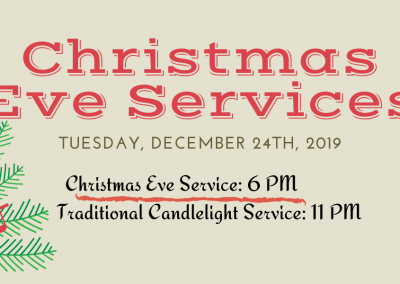 Christmas
Eve Services
TUESDAY, DECEMBER 24TH, 2019
Christmas Eve Service: 6 PM
Traditional Candlelight Service: 11 PM